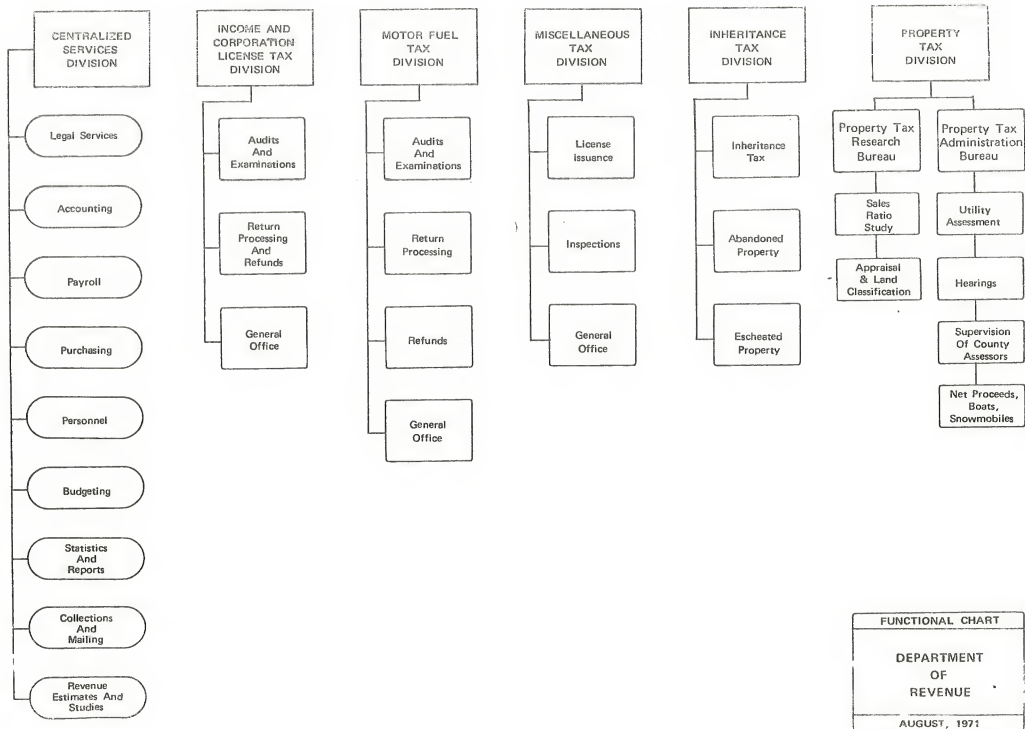 CENTRALIZED
SERVICES
DIVISION
Legal Services
Accounting
Payroll
Purchasing
Personnel
Budgeting
Statistics
And
Reports
Collections
And
Mailing
Revenue
Estimates And
Studies
INCOME AND
CORPORATION
LICENSE TAX
DIVISION
Audits
And
Examinations
Return
Processing
And
Refunds
General
Office
MOTOR FUEL
TAX
DIVISION
Audits
And
Examinations
Return
Processing
Refunds
General
Office
MISCELLANEOUS
TAX
DIVISION
License
Issuance
Inspections
General
Office
INHERITANCE
TAX
DIVISION
Inheritance
Tax
Abandoned
Property
Escheated
Property
PROPERTY
TAX
DIVISION
Property Tax
Research
Bureau
Sales
Ratio
Study
Appraisal
& Land
Classification
Property Tax
Administration
Bureau
Utility
Assessment
Hearings
Supervision
Of County
Assessors
Net Proceeds,
Boats,
Snowmobiles
FUNCTIONAL CHART
DEPARTMENT
OF
REVENUE
AUGUST, 1971